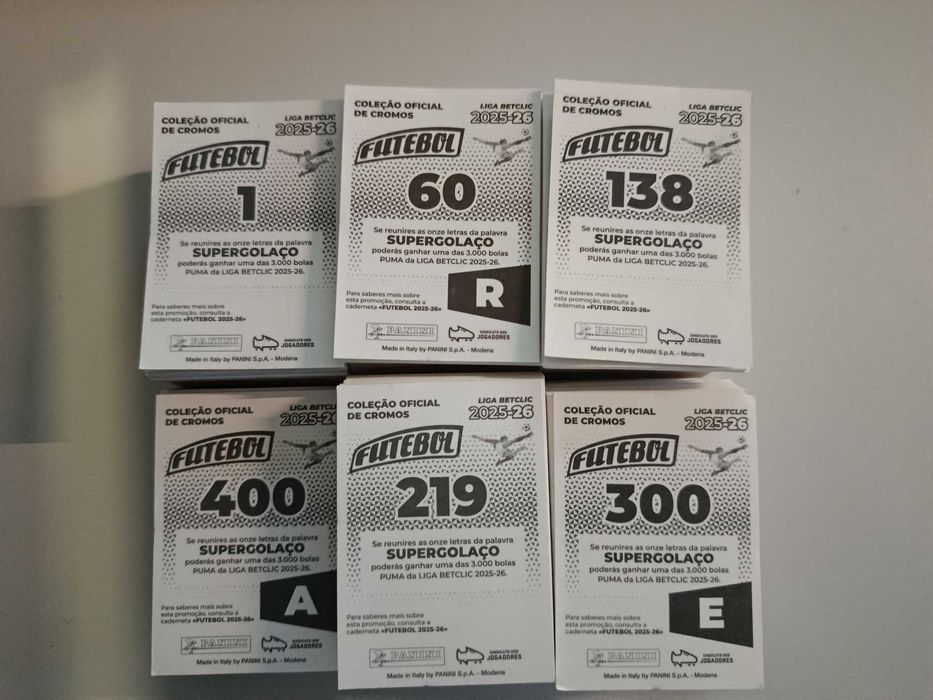 COLEÇÃO OFICIAL
DE CROMOS
LIGA BETCLIC
2025-26
FUTEBOL
1
Se reunires as onze letras da palavra
SUPERGOLAÇO
poderás ganhar uma das 3.000 bolas
PUMA da LIGA BETCLIC 2025-26.
Para saberes mais sobre
esta promoção, consulta a
caderneta «FUTEBOL 2025-26»
PANINI
SINDICATO DOS
JOGADORES
Made in Italy by PANINI S.p.A. - Modena
COLEÇÃO OFICIAL
DE CROMOS
LIGA BETCLIC
2025-26
FUTEBOL
60
Se reunires as onze letras da palavra
SUPERGOLAÇO
poderás ganhar uma das 3.000 bolas
PUMA da LIGA BETCLIC 2025-26.
R
Para saberes mais sobre
esta promoção, consulta a
caderneta «FUTEBOL 2025-26»
PANINI
SINDICATO DOS
JOGADORES
Made in Italy by PANINI S.p.A. - Modena
COLEÇÃO OFICIAL
DE CROMOS
LIGA BETCLIC
2025-26
FUTEBOL
138
Se reunires as onze letras da palavra
SUPERGOLAÇO
poderás ganhar uma das 3.000 bolas
PUMA da LIGA BETCLIC 2025-26.
Para saberes mais sobre
esta promoção, consulta a
caderneta «FUTEBOL 2025-26»
PANINI
SINDICATO DOS
JOGADORES
Made in Italy by PANINI S.p.A. - Modena
COLEÇÃO OFICIAL
DE CROMOS
LIGA BETCLIC
2025-26
FUTEBOL
400
Se reunires as onze letras da palavra
SUPERGOLAÇO
poderás ganhar uma das 3.000 bolas
PUMA da LIGA BETCLIC 2025-26.
A
Para saberes mais sobre
esta promoção, consulta a
caderneta «FUTEBOL 2025-26»
PANINI
SINDICATO DOS
JOGADORES
Made in Italy by PANINI S.p.A. - Modena
COLEÇÃO OFICIAL
DE CROMOS
LIGA BETCLIC
2025-26
FUTEBOL
219
Se reunires as onze letras da palavra
SUPERGOLAÇO
poderás ganhar uma das 3.000 bolas
PUMA da LIGA BETCLIC 2025-26.
Para saberes mais sobre
esta promoção, consulta a
caderneta «FUTEBOL 2025-26»
PANINI
SINDICATO DOS
JOGADORES
Made in Italy by PANINI S.p.A. - Modena
COLEÇÃO OFICIAL
DE CROMOS
LIGA BETCLIC
2025-26
FUTEBOL
300
Se reunires as onze letras da palavra
SUPERGOLAÇO
poderás ganhar uma das 3.000 bolas
PUMA da LIGA BETCLIC 2025-26.
E
Para saberes mais sobre
esta promoção, consulta a
caderneta «FUTEBOL 2025-26»
PANINI
SINDICATO DOS
JOGADORES
Made in Italy by PANINI S.p.A. - Modena